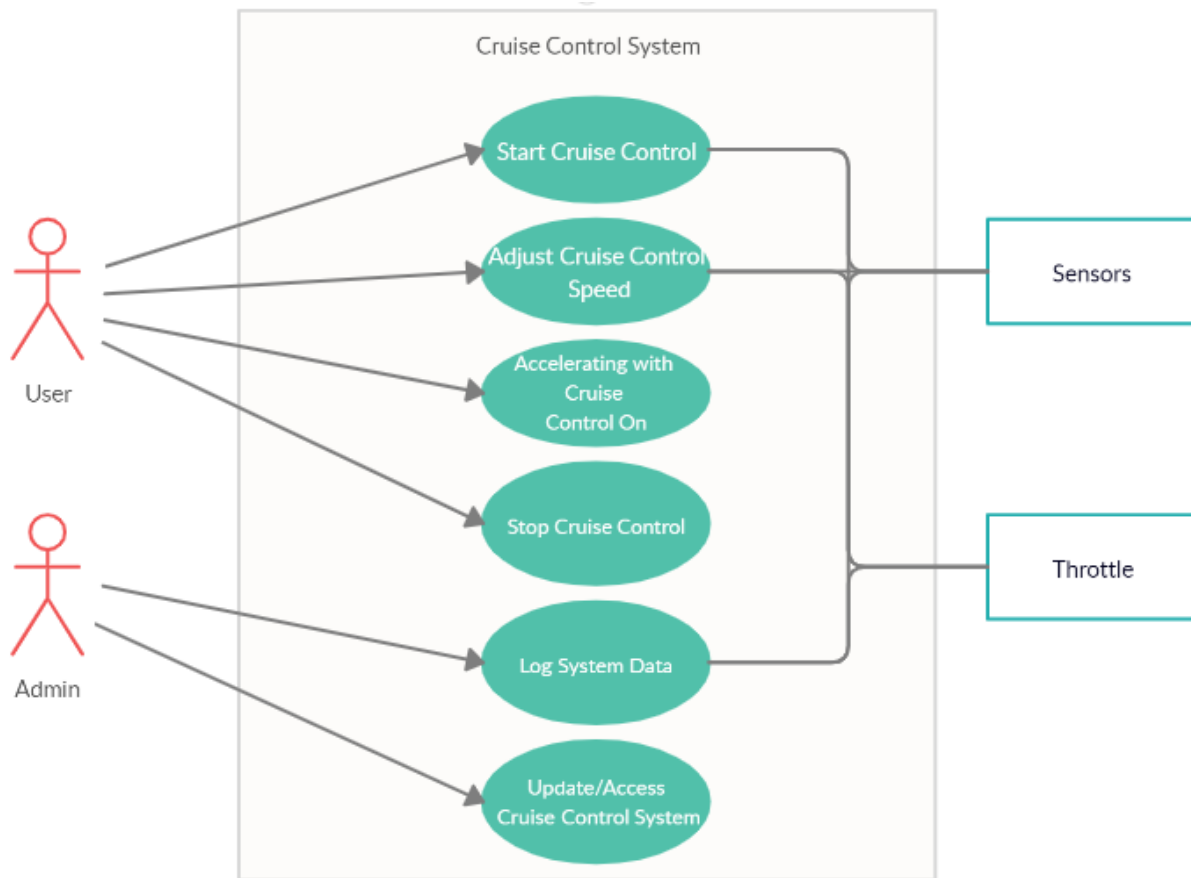 Cruise Control System
Start Cruise Control
Adjust Cruise Control
Speed
Sensors
Accelerating with
Cruise
Control On
User
Stop Cruise Control
Throttle
Log System Data
Admin
Update/Access
Cruise Control System